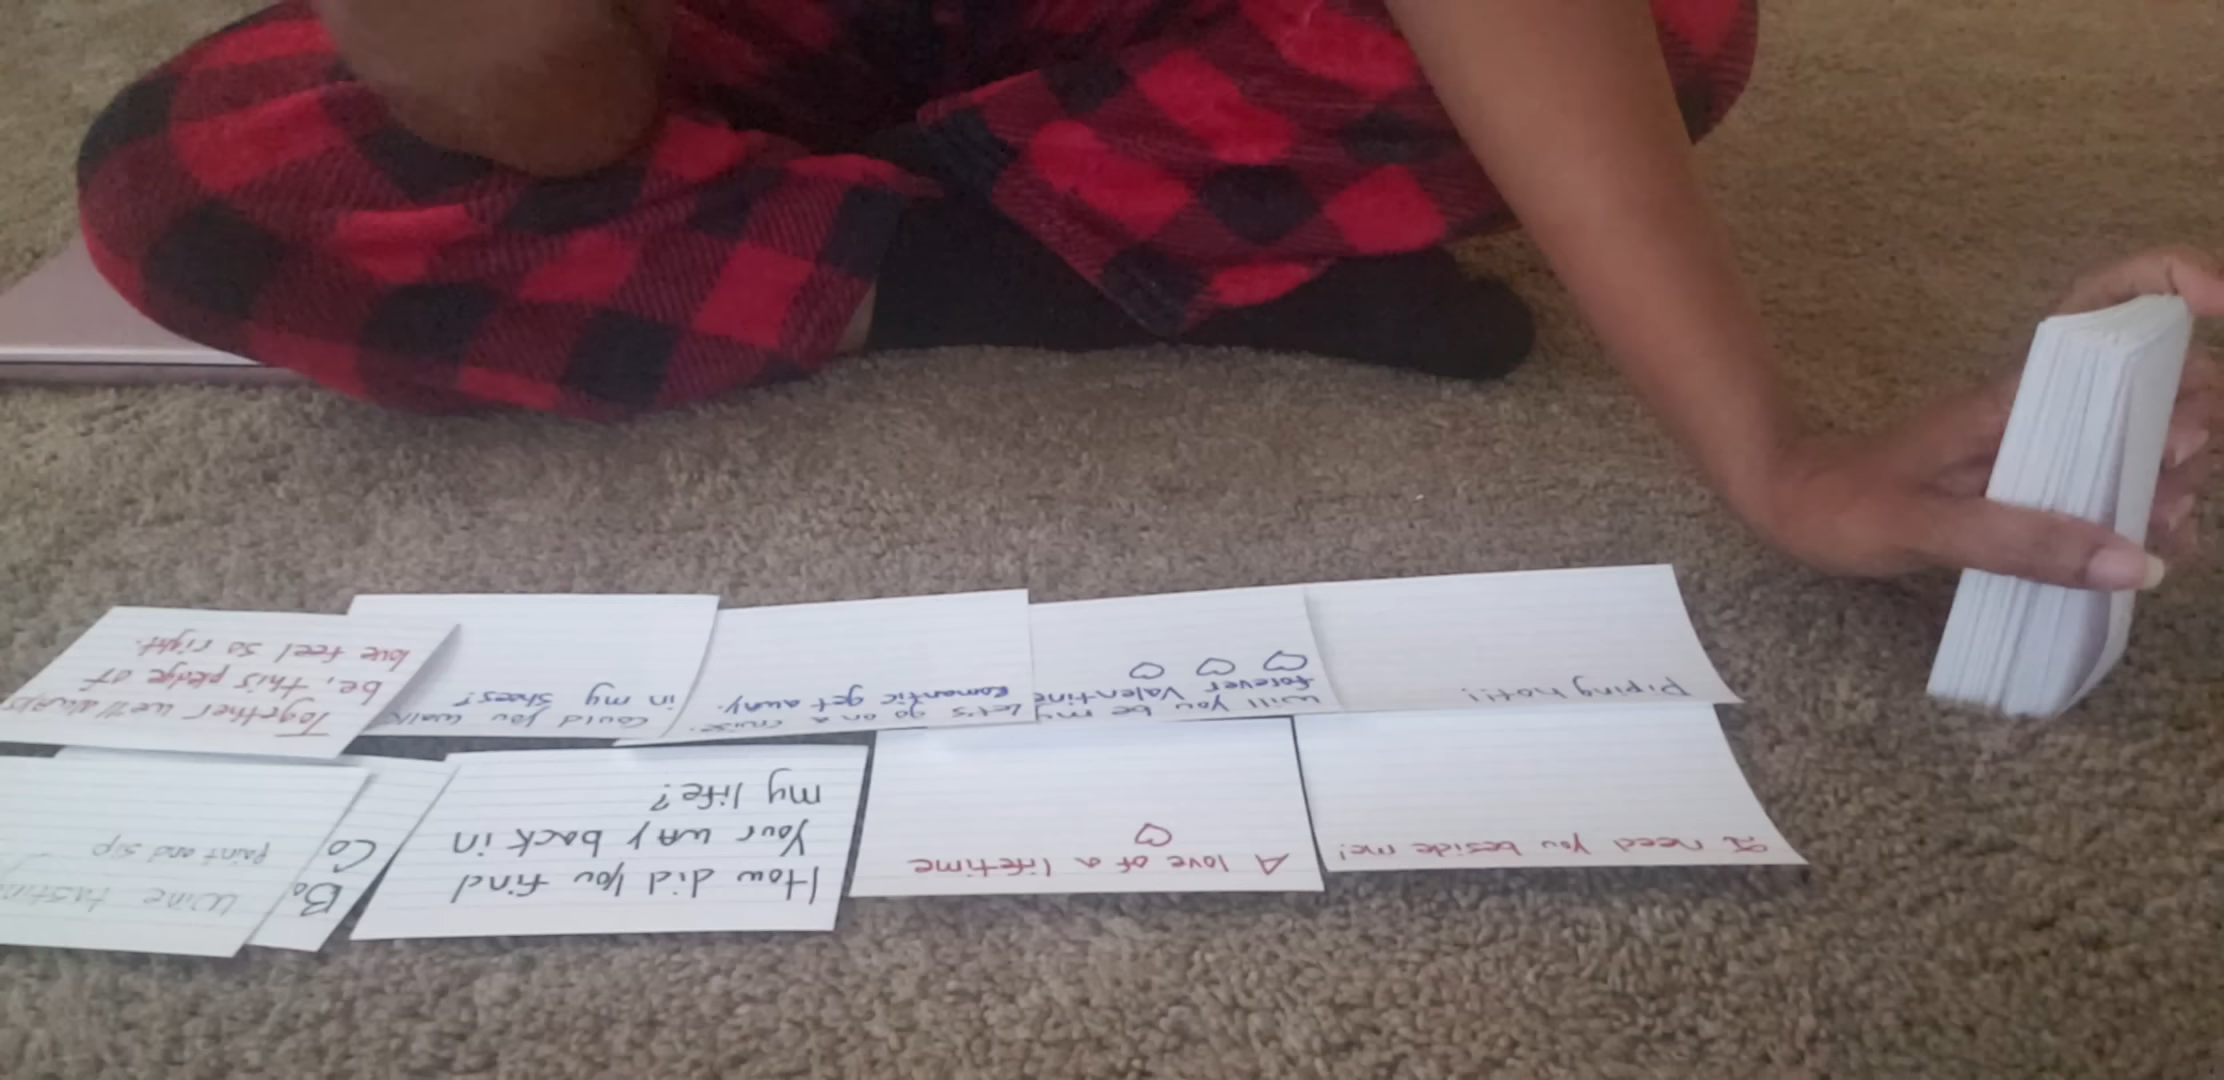 I need you beside me!
A love of a lifetime
How did you find
Your way back in
my life?
Bo
Co
Wine
Paint and sip
Piping hot!!
Will you be my
forever Valentine
Let's go on a cruise.
Romantic get away.
Could you walk
in my shoes?
Together we'll always
be, this pledge of
love feel so right.